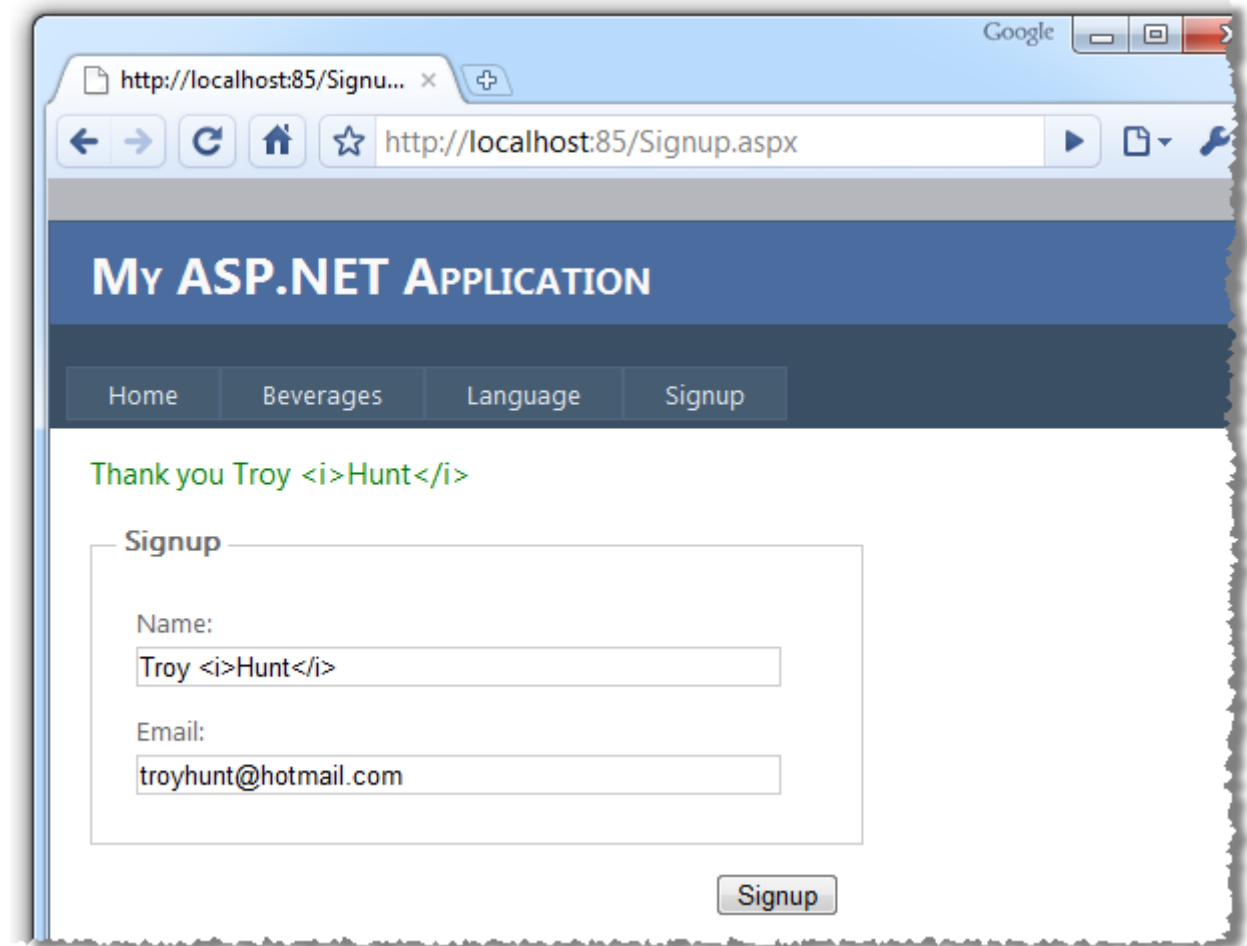 Google
http://localhost:85/Signu...
http://localhost:85/Signup.aspx
My ASP.NET Application
Home Beverages Language Signup
Thank you Troy <i>Hunt</i>
Signup
Name:
Troy <i>Hunt</i>
Email:
troyhunt@hotmail.com
Signup